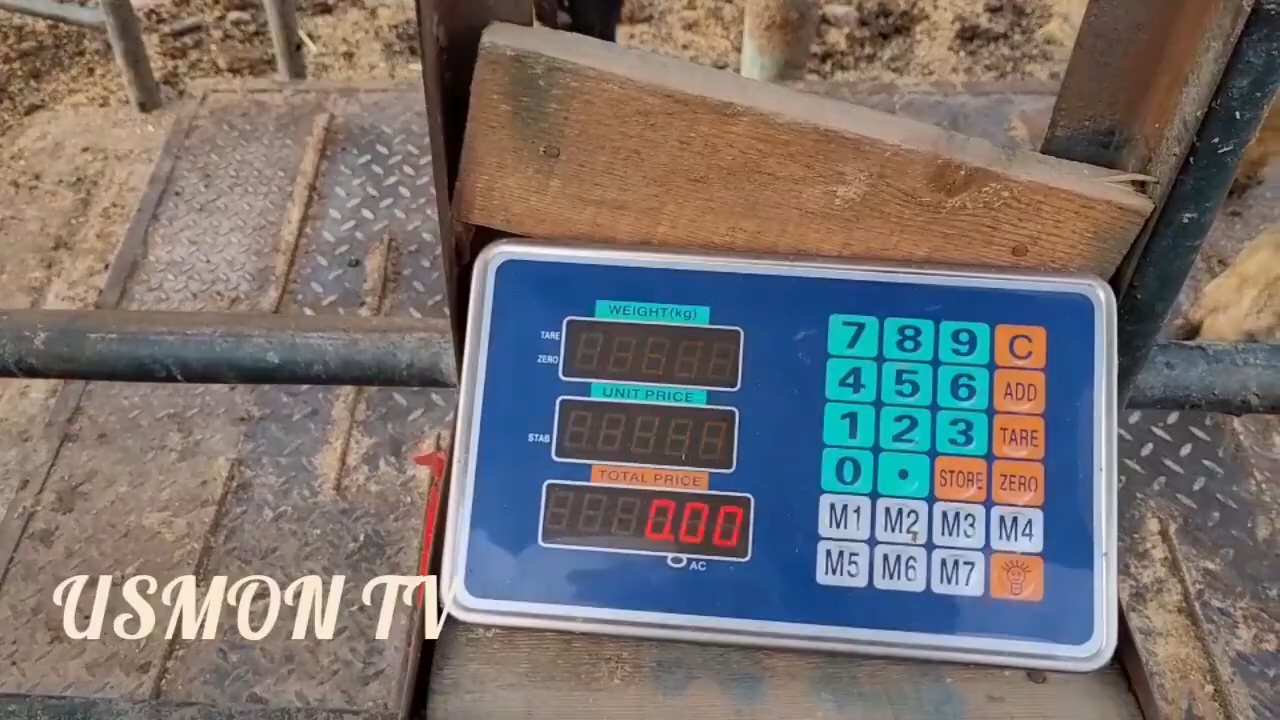 WEIGHT(kg)
TARE
ZERO
UNIT PRICE
STAB
TOTAL PRICE
0.00
AC
7 8 9 C
4 5 6 ADD
1 2 3 TARE
0 . STORE ZERO
M1 M2 M3 M4
M5 M6 M7
USMON TV